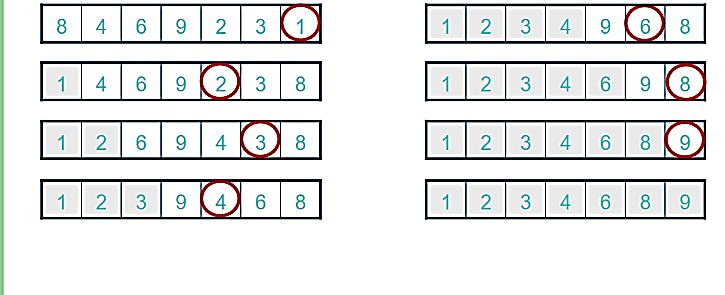 8 4 6 9 2 3 1
1 4 6 9 2 3 8
1 2 6 9 4 3 8
1 2 3 9 4 6 8
1 2 3 4 9 6 8
1 2 3 4 6 9 8
1 2 3 4 6 8 9
1 2 3 4 6 8 9